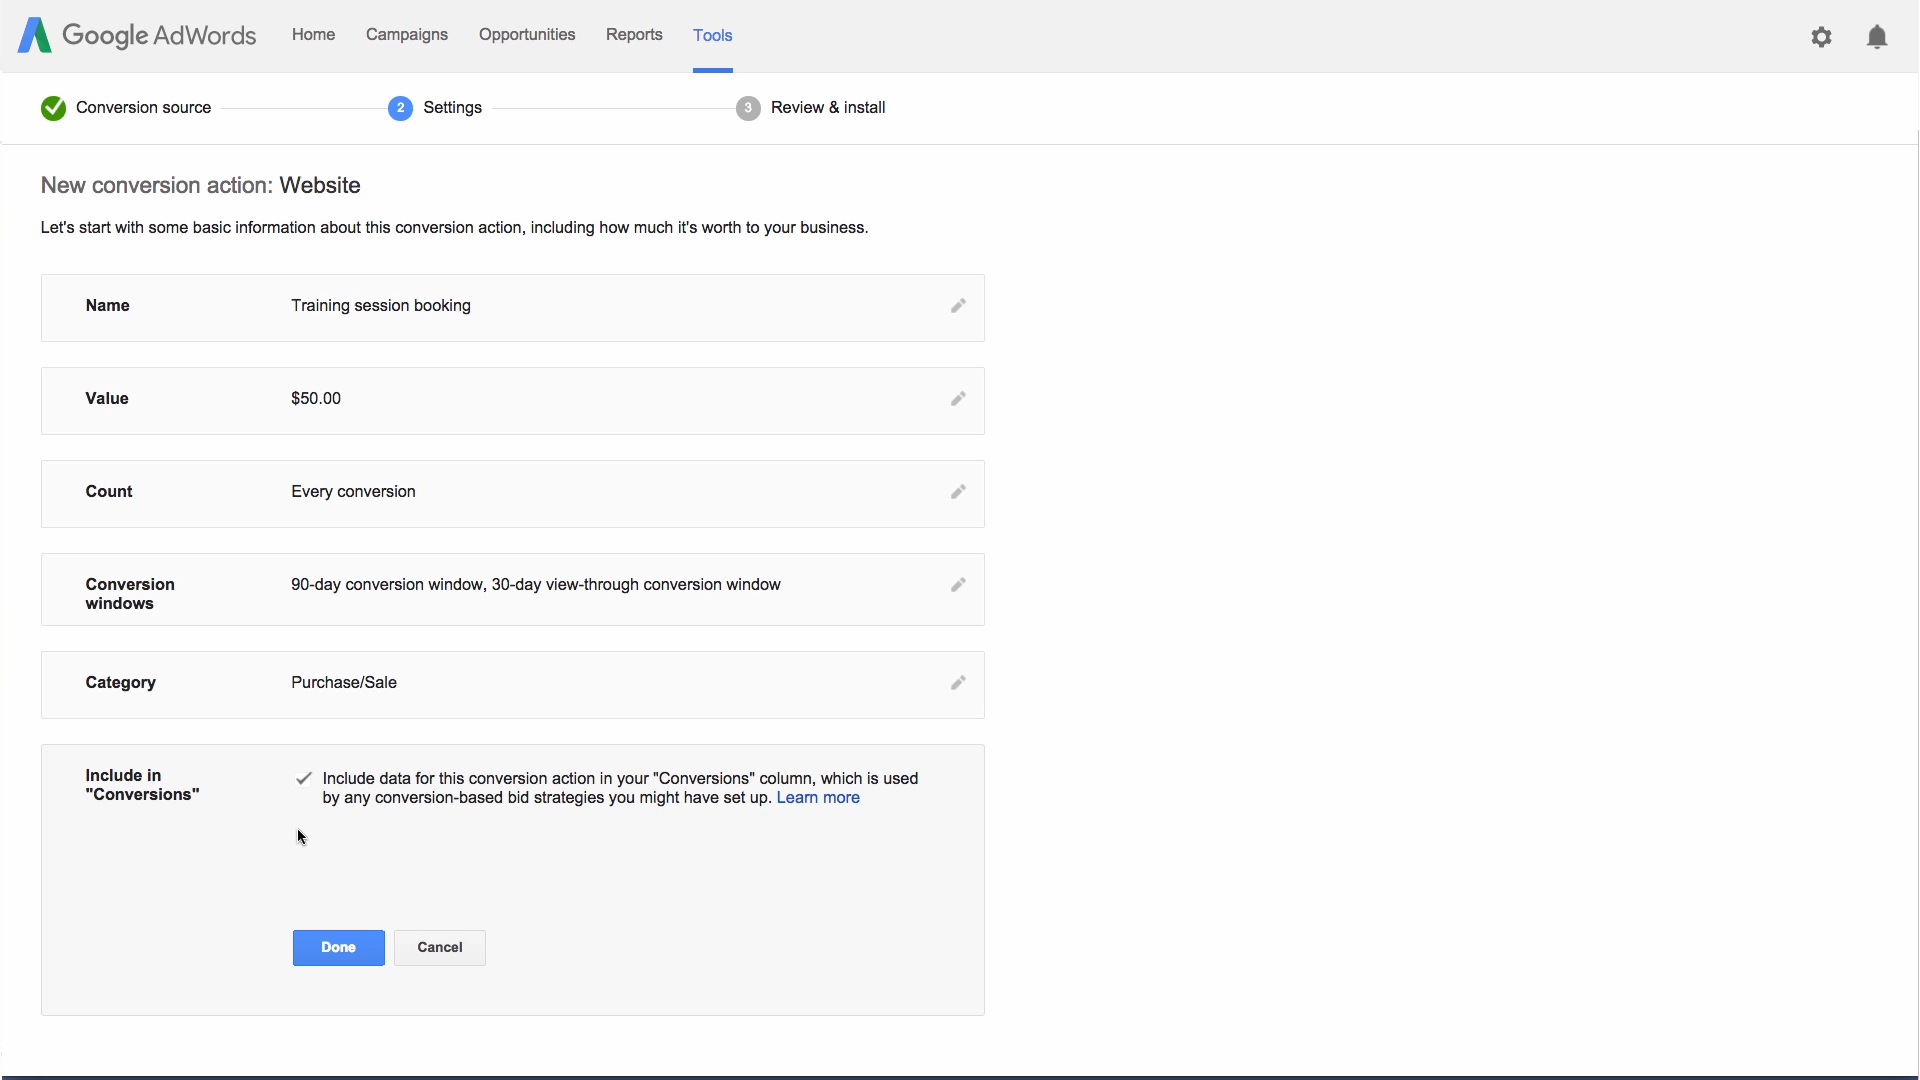 Google AdWords Home Campaigns Opportunities Reports Tools
Conversion source 2 Settings 3 Review & install
New conversion action: Website
Let's start with some basic information about this conversion action, including how much it's worth to your business.
Name Training session booking
Value $50.00
Count Every conversion
Conversion windows 90-day conversion window, 30-day view-through conversion window
Category Purchase/Sale
Include in
"Conversions"
Include data for this conversion action in your "Conversions" column, which is used
by any conversion-based bid strategies you might have set up. Learn more
Done Cancel